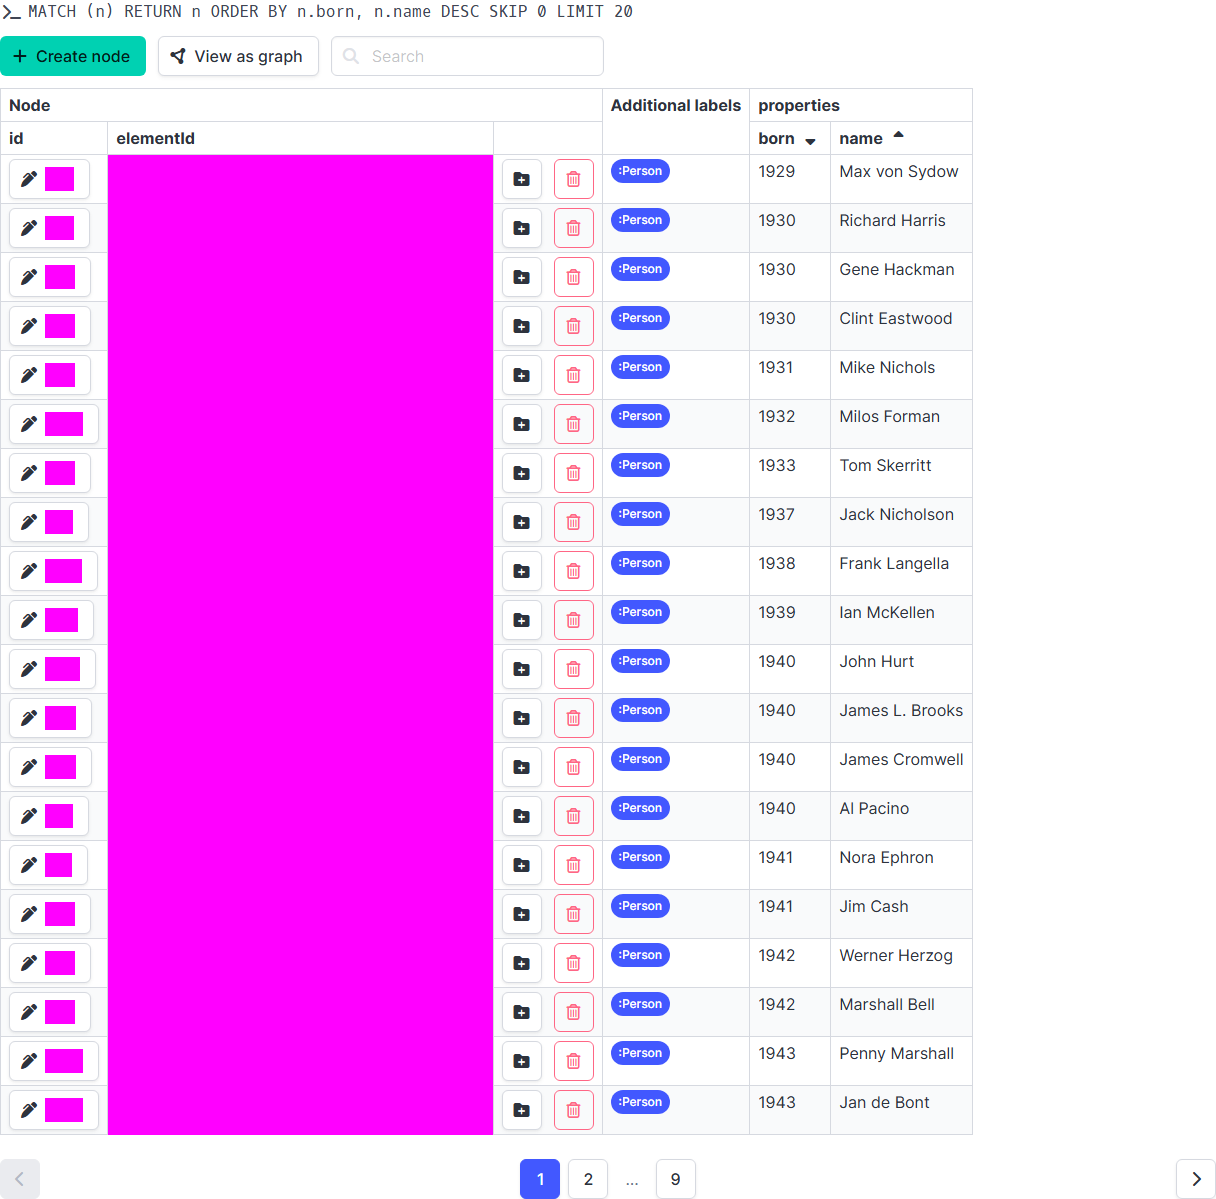 MATCH (n) RETURN n ORDER BY n.born, n.name DESC SKIP 0 LIMIT 20
Create node View as graph Search
Node Additional labels properties
id elementId born name
:Person 1929 Max von Sydow
:Person 1930 Richard Harris
:Person 1930 Gene Hackman
:Person 1930 Clint Eastwood
:Person 1931 Mike Nichols
:Person 1932 Milos Forman
:Person 1933 Tom Skerritt
:Person 1937 Jack Nicholson
:Person 1938 Frank Langella
:Person 1939 Ian McKellen
:Person 1940 John Hurt
:Person 1940 James L. Brooks
:Person 1940 James Cromwell
:Person 1940 Al Pacino
:Person 1941 Nora Ephron
:Person 1941 Jim Cash
:Person 1942 Werner Herzog
:Person 1942 Marshall Bell
:Person 1943 Penny Marshall
:Person 1943 Jan de Bont
1 2 ... 9